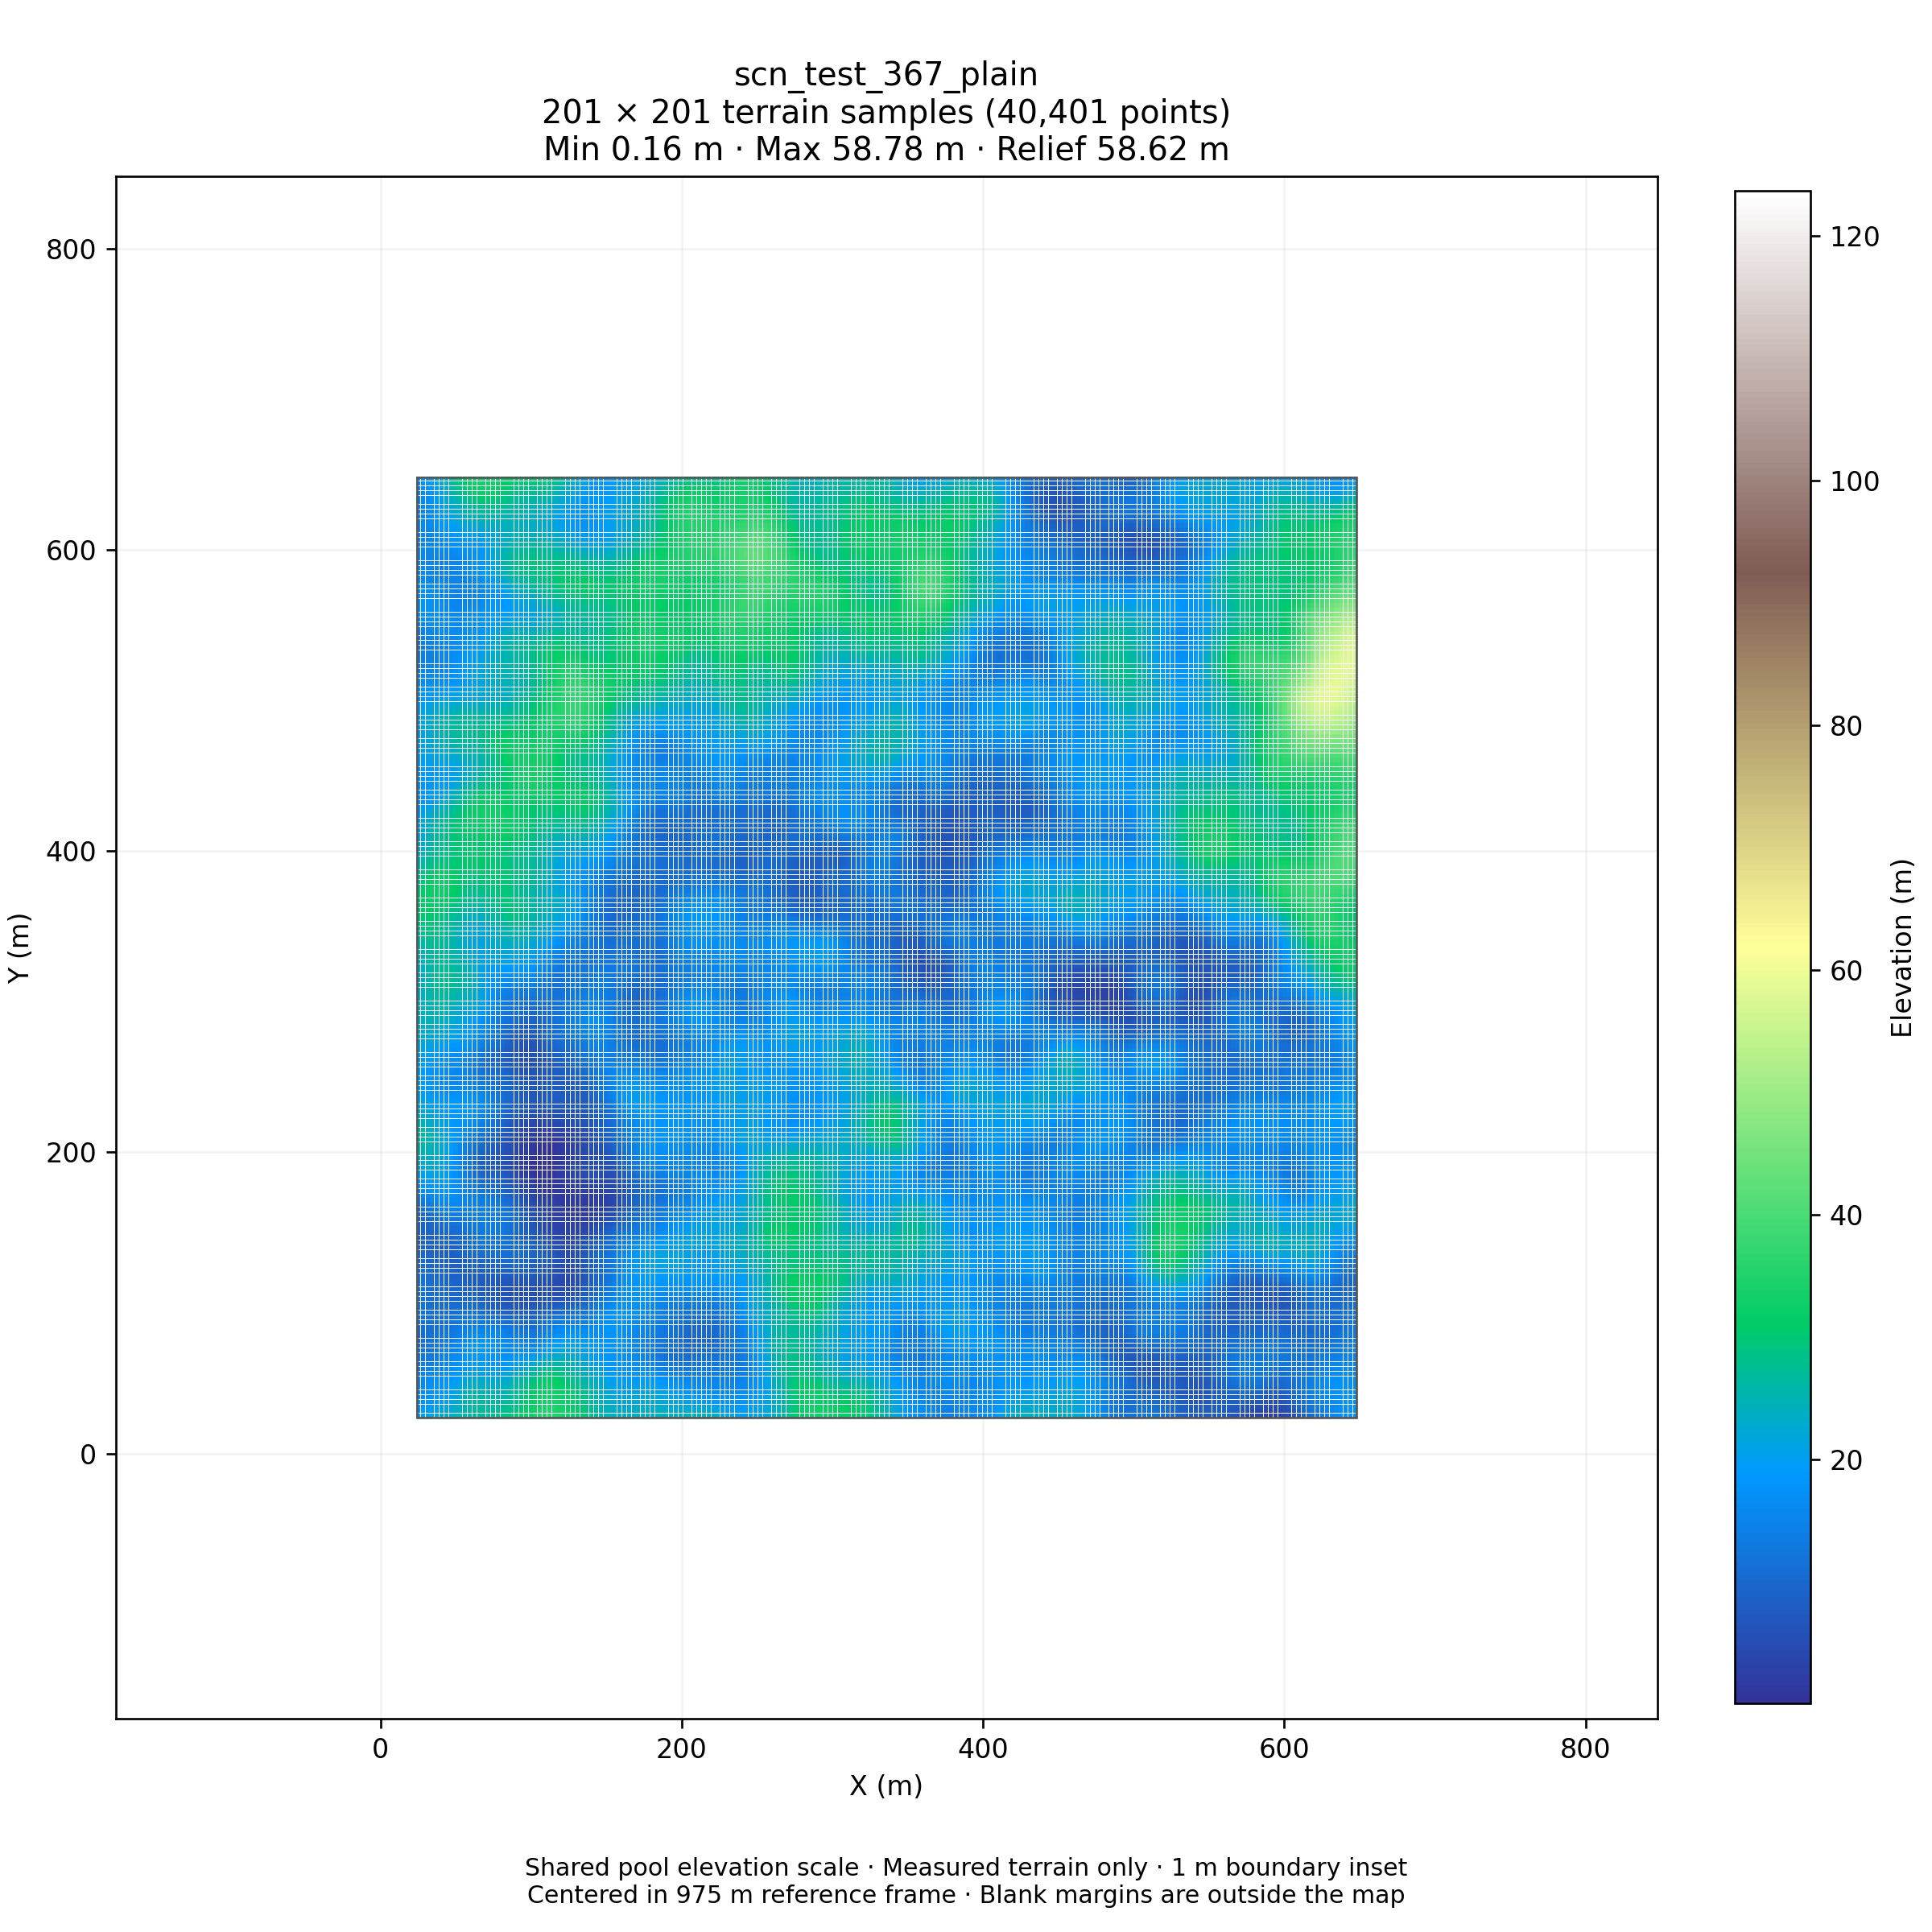 scn_test_367_plain
201 × 201 terrain samples (40,401 points)
Min 0.16 m · Max 58.78 m · Relief 58.62 m
800
600
400
200
0
Y (m)
0
200
400
600
800
X (m)
120
100
80
60
40
20
Elevation (m)
Shared pool elevation scale · Measured terrain only · 1 m boundary inset
Centered in 975 m reference frame · Blank margins are outside the map